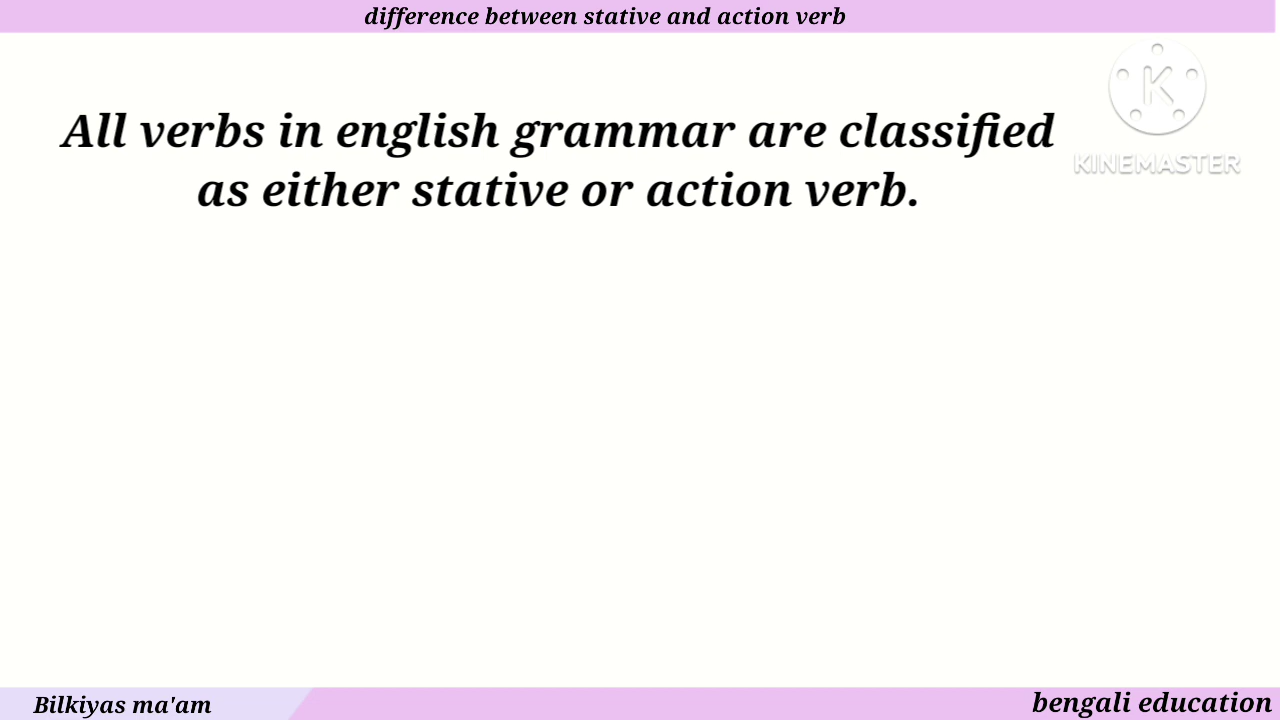 difference between stative and action verb
All verbs in english grammar are classified
as either stative or action verb.
K
KINEMASTER
Bilkiyas ma'am
bengali education